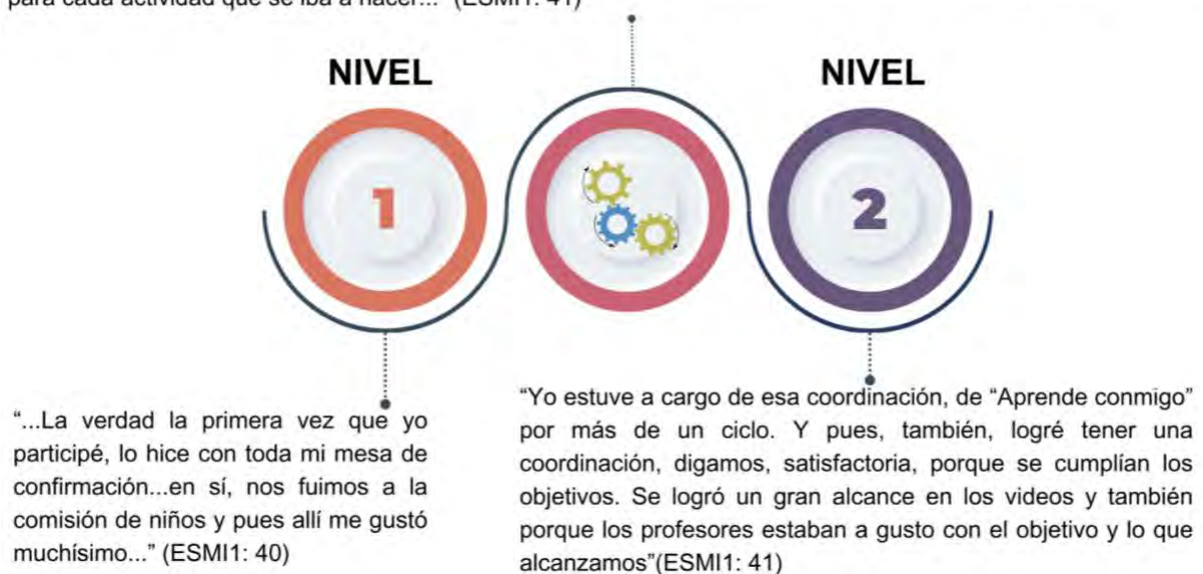 para cada actividad que se iba a hacer..." (ESMI1: 41)
NIVEL
NIVEL
1
2
“...La verdad la primera vez que yo
participé, lo hice con toda mi mesa de
confirmación...en sí, nos fuimos a la
comisión de niños y pues allí me gustó
muchísimo...” (ESMI1: 40)
“Yo estuve a cargo de esa coordinación, de “Aprende conmigo”
por más de un ciclo. Y pues, también, logré tener una
coordinación, digamos, satisfactoria, porque se cumplían los
objetivos. Se logró un gran alcance en los videos y también
porque los profesores estaban a gusto con el objetivo y lo que
alcanzamos”(ESMI1: 41)